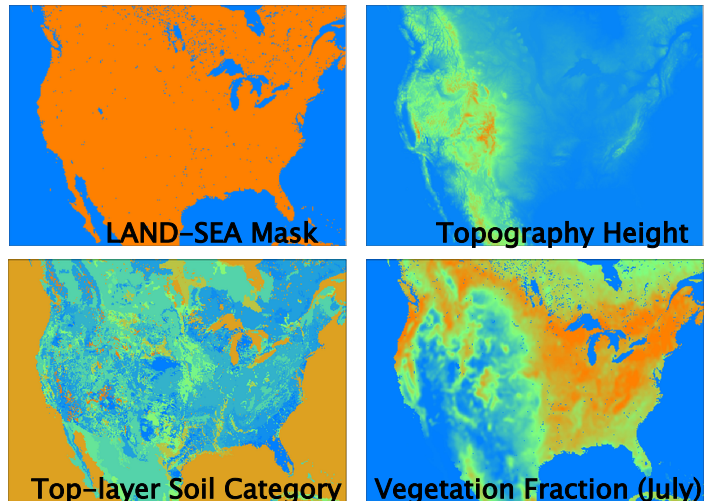 LAND-SEA Mask
Topography Height
Top-layer Soil Category
Vegetation Fraction (July)